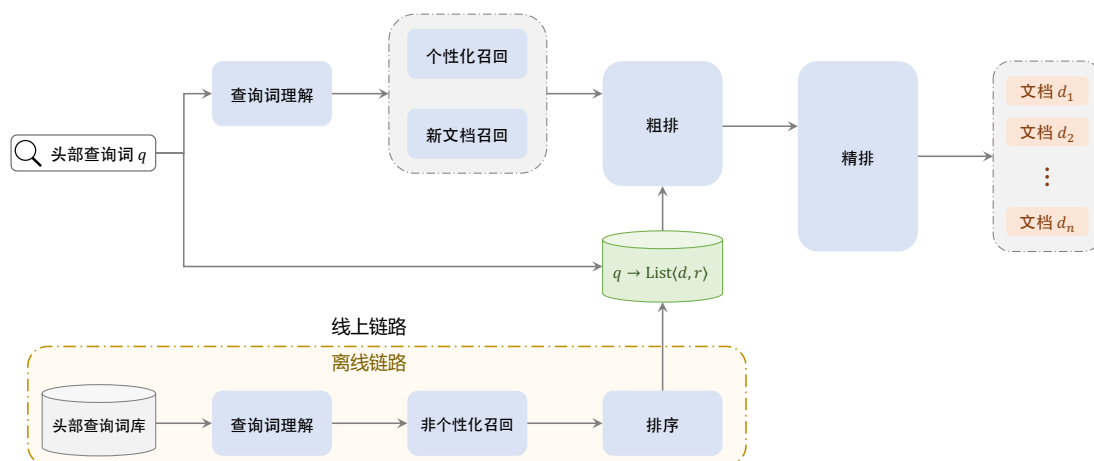 头部查询词 q
查询词理解
个性化召回
新文档召回
粗排
精排
文档 d₁
文档 d₂
⋮
文档 dₙ
q → List⟨d, r⟩
线上链路
离线链路
头部查询词库
查询词理解
非个性化召回
排序